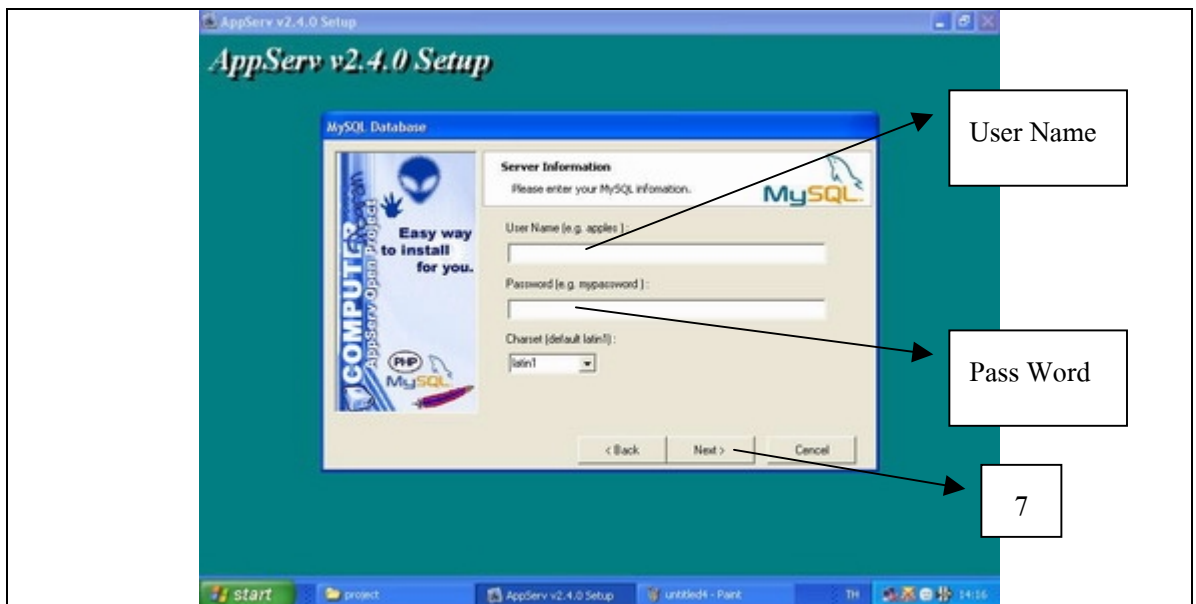 AppServ v2.4.0 Setup
AppServ v2.4.0 Setup
User Name
MySQL Database
Server Information
Please enter your MySQL infomation.
MySQL
COMPUTER
AppServ Open Project
Easy way
to install
for you.
User Name (e.g. apples ) :
Password (e.g. mypassword ) :
Charset (default latin1) :
latin1
PHP
MySQL
Pass Word
< Back
Next >
Cancel
7
start
project
AppServ v2.4.0 Setup
untitled4 - Paint
TH
14:16